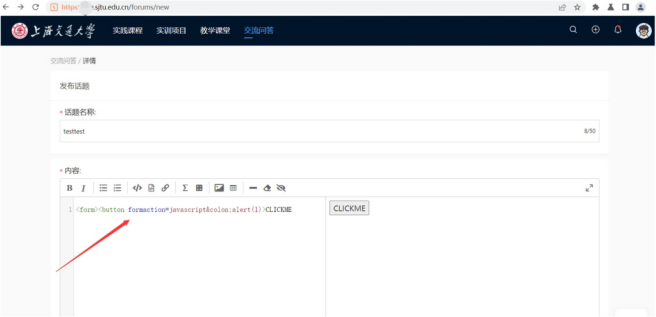 https:// .sjtu.edu.cn/forums/new
上海交通大学 实践课程 实训项目 教学课堂 交流问答
交流问答 / 详情
发布话题
* 话题名称:
testtest 8/50
* 内容:
B I </> Σ
1 <form><button formaction=javascript&colon;alert(1)>CLICKME
CLICKME